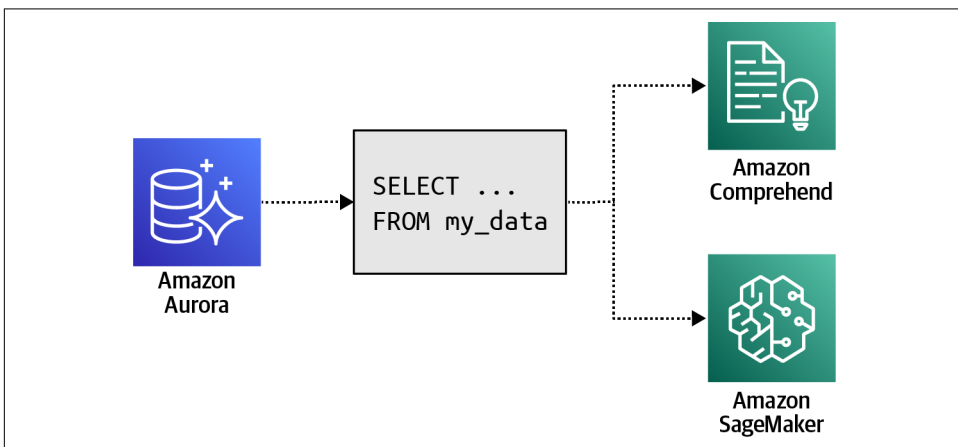 SELECT ...
FROM my_data
Amazon
Aurora
Amazon
Comprehend
Amazon
SageMaker